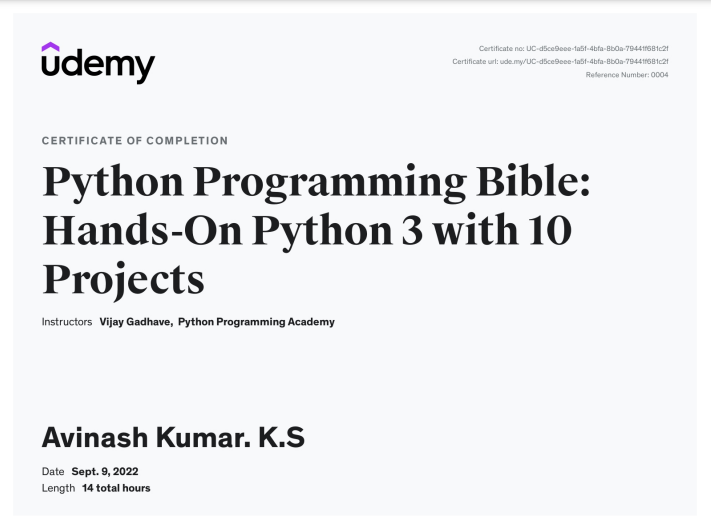 udemy
Certificate no: UC-d5ce9eee-1a5f-4bfa-8b0a-79441f681c2f
Certificate url: ude.my/UC-d5ce9eee-1a5f-4bfa-8b0a-79441f681c2f
Reference Number: 0004
CERTIFICATE OF COMPLETION
Python Programming Bible:
Hands-On Python 3 with 10
Projects
Instructors Vijay Gadhave, Python Programming Academy
Avinash Kumar. K.S
Date Sept. 9, 2022
Length 14 total hours